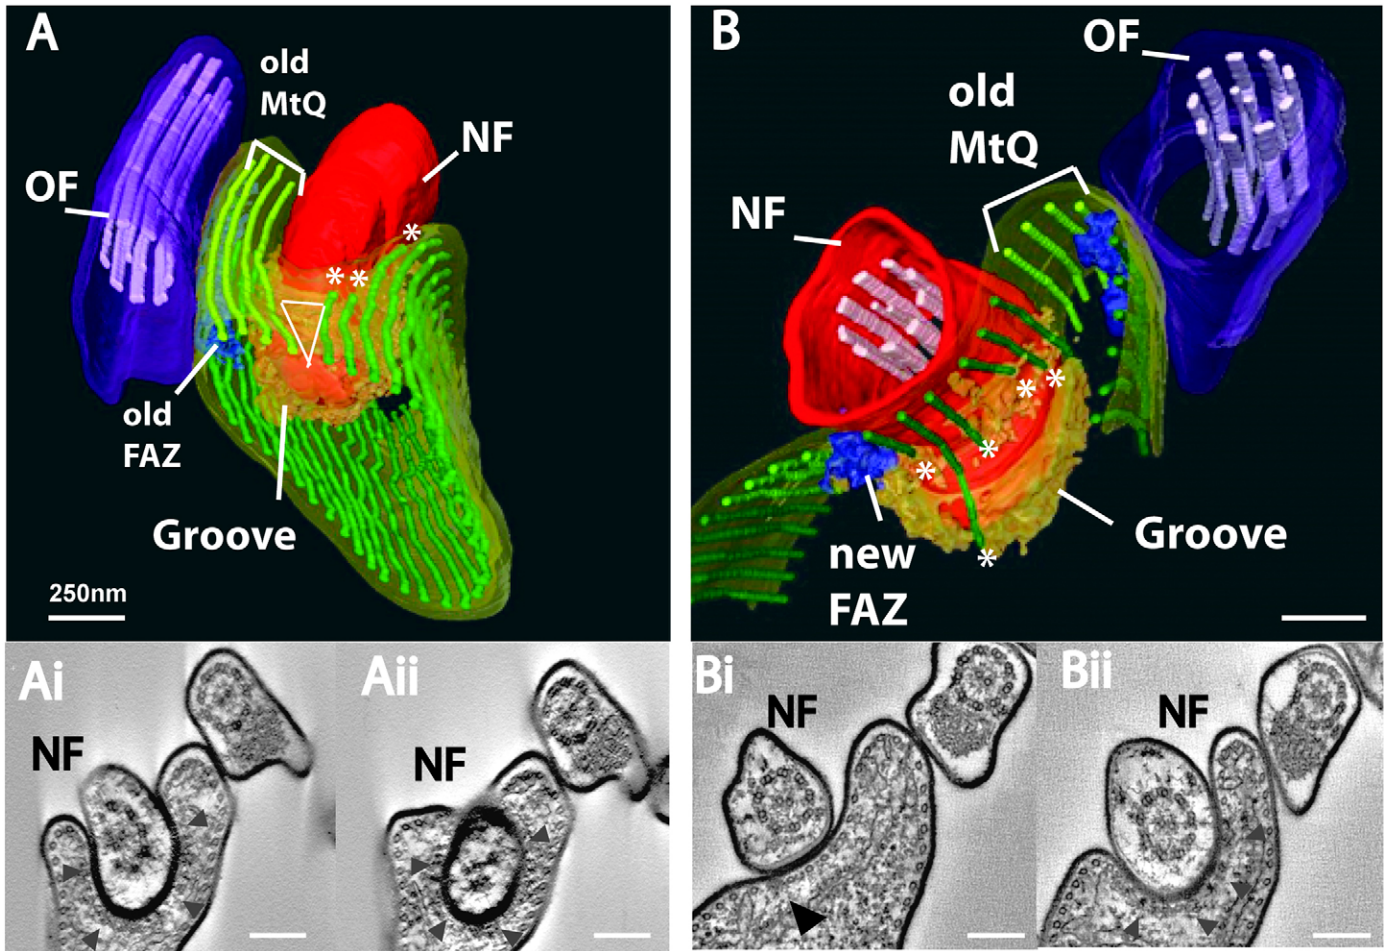 A
old
MtQ
NF
OF
*
* *
old
FAZ
Groove
250nm
B
OF
old
MtQ
NF
*
*
*
*
*
new
FAZ
Groove
Ai
NF
Aii
NF
Bi
NF
Bii
NF